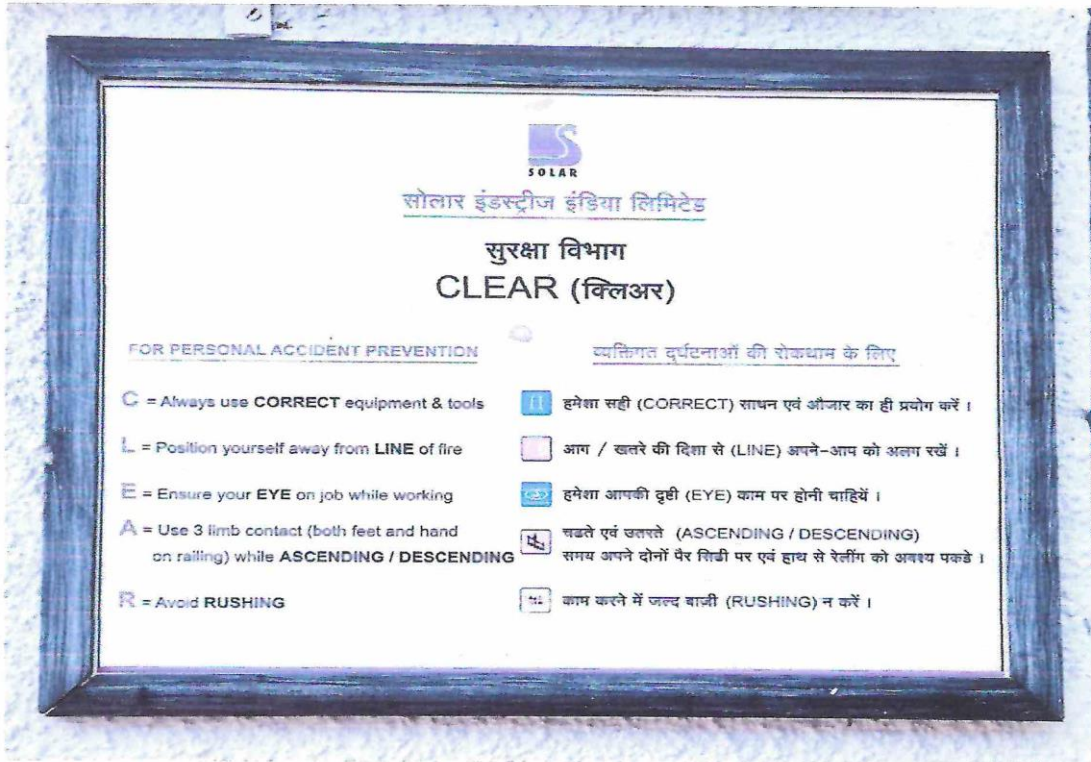 SOLAR
सोलार इंडस्ट्रीज इंडिया लिमिटेड
सुरक्षा विभाग
CLEAR (क्लिअर)
FOR PERSONAL ACCIDENT PREVENTION
C = Always use CORRECT equipment & tools
L = Position yourself away from LINE of fire
E = Ensure your EYE on job while working
A = Use 3 limb contact (both feet and hand
on railing) while ASCENDING / DESCENDING
R = Avoid RUSHING
व्यक्तिगत दुर्घटनाओं की रोकथाम के लिए
हमेशा सही (CORRECT) साधन एवं औजार का ही प्रयोग करें ।
आग / खतरे की दिशा से (LINE) अपने-आप को अलग रखें ।
हमेशा आपकी दृष्टी (EYE) काम पर होनी चाहियें ।
चढते एवं उतरते (ASCENDING / DESCENDING)
समय अपने दोनों पैर सिढी पर एवं हाथ से रेलींग को अवश्य पकडे ।
काम करने में जल्द बाज़ी (RUSHING) न करें ।